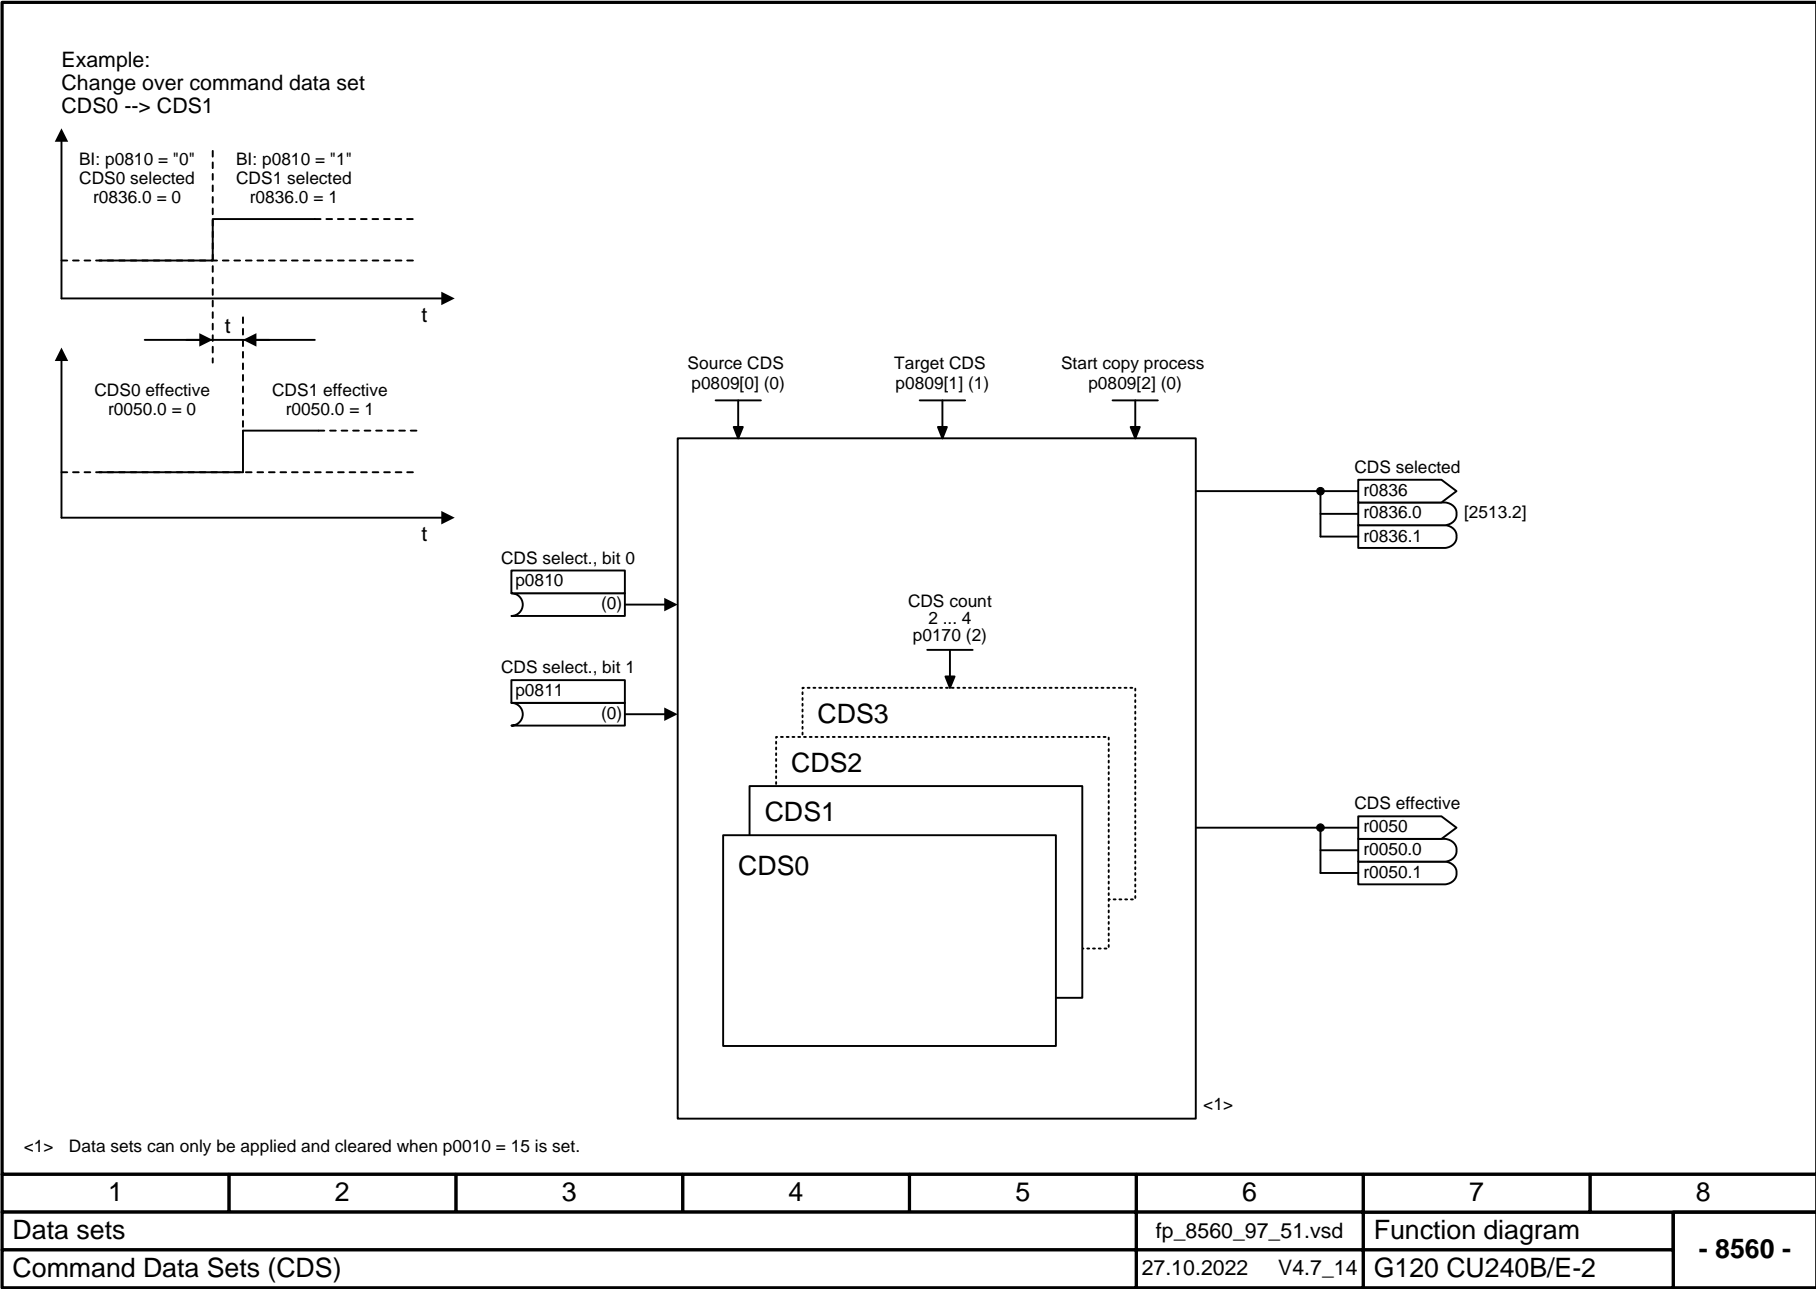 Example:
Change over command data set
CDS0 --> CDS1
BI: p0810 = "0"
CDS0 selected
r0836.0 = 0
BI: p0810 = "1"
CDS1 selected
r0836.0 = 1
t
t
CDS0 effective
r0050.0 = 0
CDS1 effective
r0050.0 = 1
t
Source CDS
p0809[0] (0)
Target CDS
p0809[1] (1)
Start copy process
p0809[2] (0)
CDS selected
r0836
r0836.0
[2513.2]
r0836.1
CDS select., bit 0
p0810
(0)
CDS select., bit 1
p0811
(0)
CDS count
2 ... 4
p0170 (2)
CDS3
CDS2
CDS1
CDS0
CDS effective
r0050
r0050.0
r0050.1
<1>
<1> Data sets can only be applied and cleared when p0010 = 15 is set.
1 2 3 4 5 6 7 8
Data sets
fp_8560_97_51.vsd
Function diagram
- 8560 -
Command Data Sets (CDS)
27.10.2022 V4.7_14
G120 CU240B/E-2